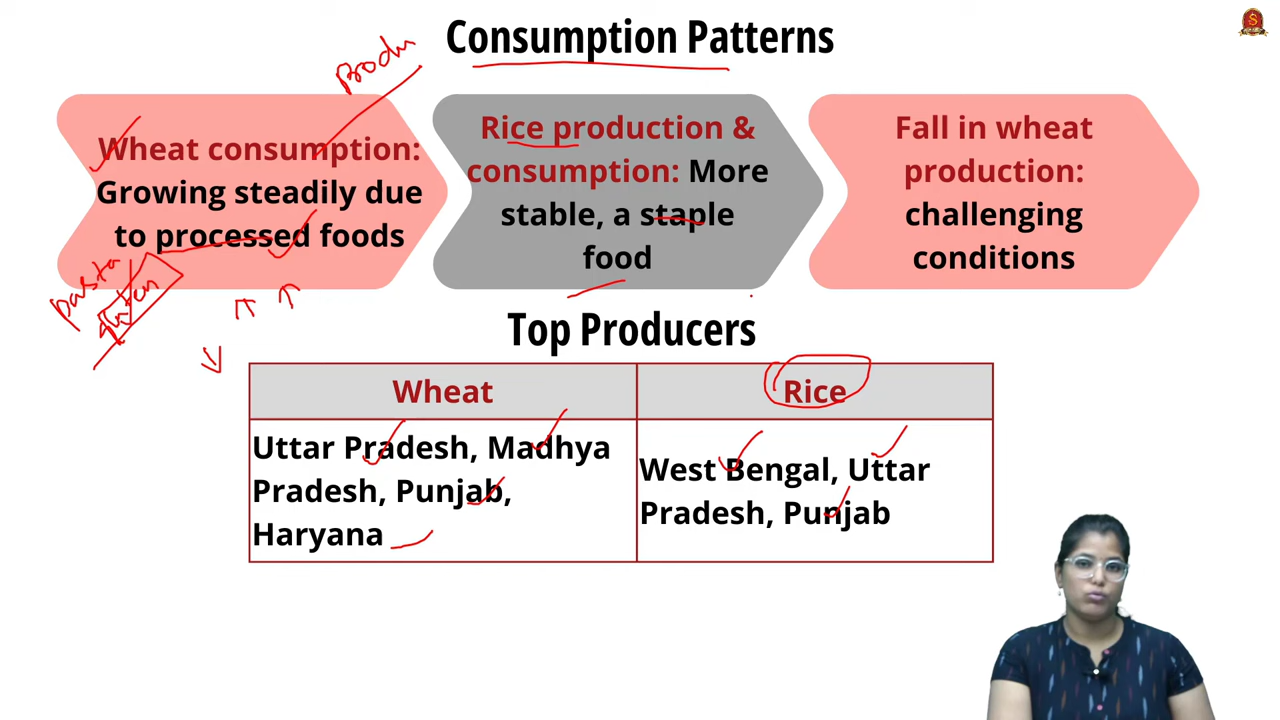 Consumption Patterns
Produ
Wheat consumption:
Growing steadily due
to processed foods
Rice production &
consumption: More
stable, a staple
food
Fall in wheat
production:
challenging
conditions
pasta
gluten
Top Producers
Wheat
Rice
Uttar Pradesh, Madhya
Pradesh, Punjab,
Haryana
West Bengal, Uttar
Pradesh, Punjab